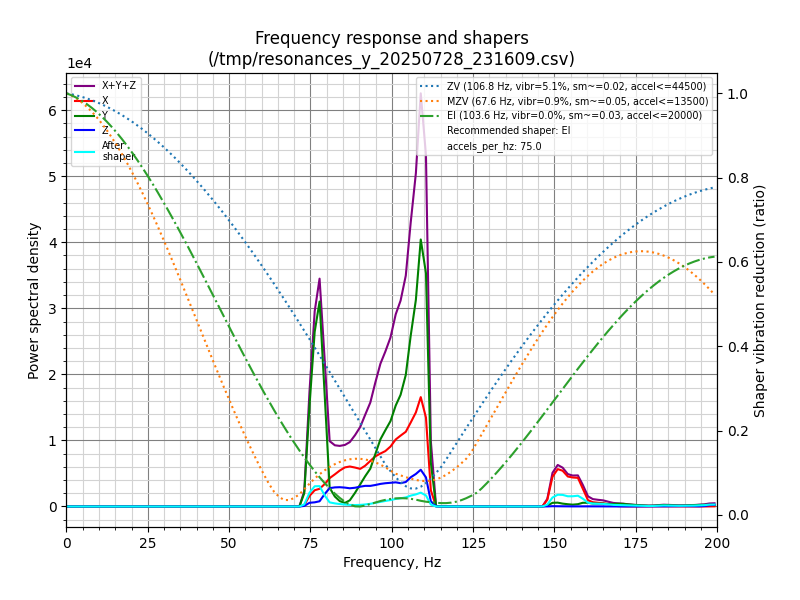 Frequency response and shapers
(/tmp/resonances_y_20250728_231609.csv)
1e4
X+Y+Z
X
Y
Z
After
shaper
ZV (106.8 Hz, vibr=5.1%, sm~=0.02, accel<=44500)
MZV (67.6 Hz, vibr=0.9%, sm~=0.05, accel<=13500)
EI (103.6 Hz, vibr=0.0%, sm~=0.03, accel<=20000)
Recommended shaper: EI
accels_per_hz: 75.0
Power spectral density
6
5
4
3
2
1
0
1.0
0.8
0.6
0.4
0.2
0.0
Shaper vibration reduction (ratio)
0 25 50 75 100 125 150 175 200
Frequency, Hz